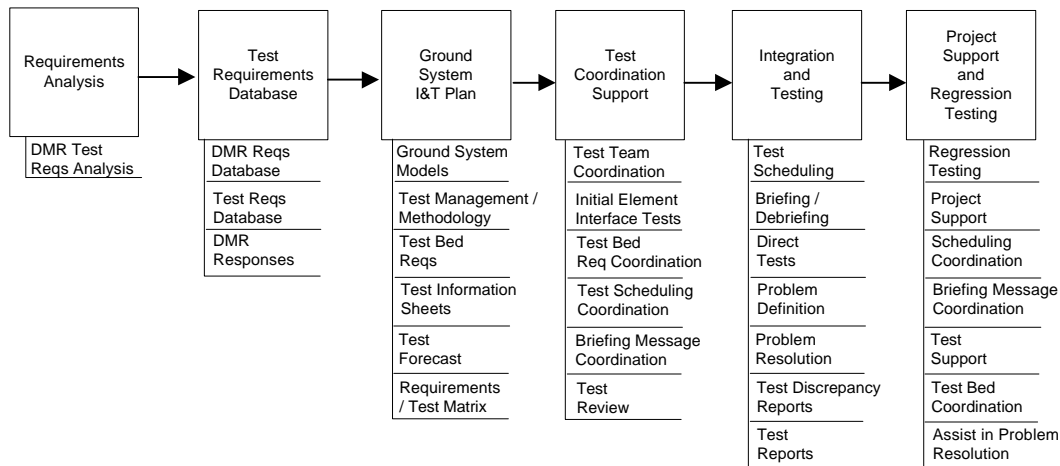 Requirements
Analysis
DMR Test
Reqs Analysis
Test
Requirements
Database
DMR Reqs
Database
Test Reqs
Database
DMR
Responses
Ground
System
I&T Plan
Ground System
Models
Test Management /
Methodology
Test Bed
Reqs
Test Information
Sheets
Test
Forecast
Requirements
/ Test Matrix
Test
Coordination
Support
Test Team
Coordination
Initial Element
Interface Tests
Test Bed
Req Coordination
Test Scheduling
Coordination
Briefing Message
Coordination
Test
Review
Integration
and
Testing
Test
Scheduling
Briefing /
Debriefing
Direct
Tests
Problem
Definition
Problem
Resolution
Test Discrepancy
Reports
Test
Reports
Project
Support
and
Regression
Testing
Regression
Testing
Project
Support
Scheduling
Coordination
Briefing Message
Coordination
Test
Support
Test Bed
Coordination
Assist in Problem
Resolution